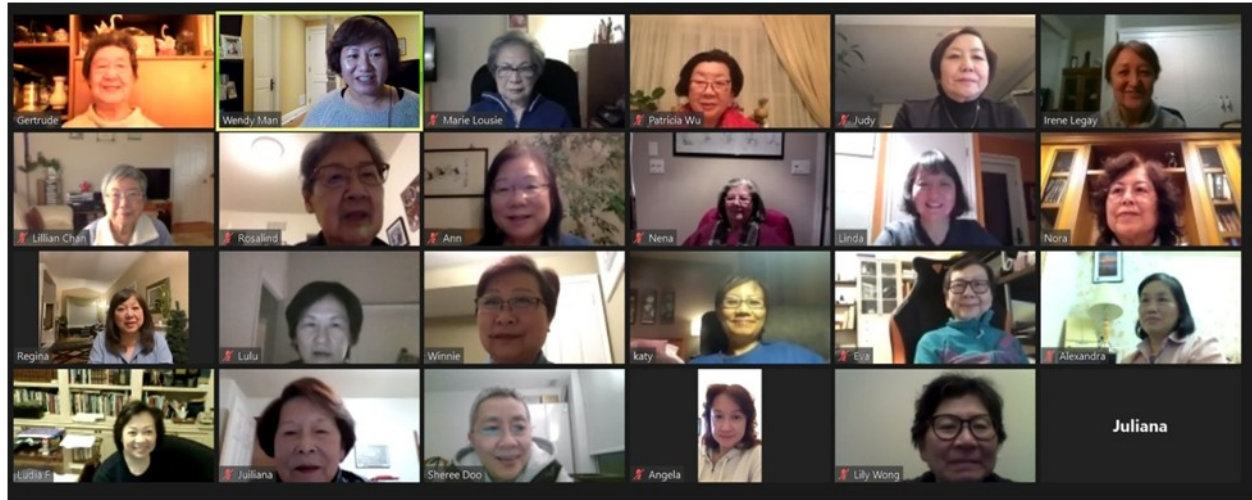 Gertrude
Wendy Man
Marie Lousie
Patricia Wu
Judy
Irene Legay
Lillian Chan
Rosalind
Ann
Nena
Linda
Nora
Regina
Lulu
Winnie
katy
Eva
Alexandra
Ludia F
Juiliana
Sheree Doo
Angela
Lily Wong
Juliana